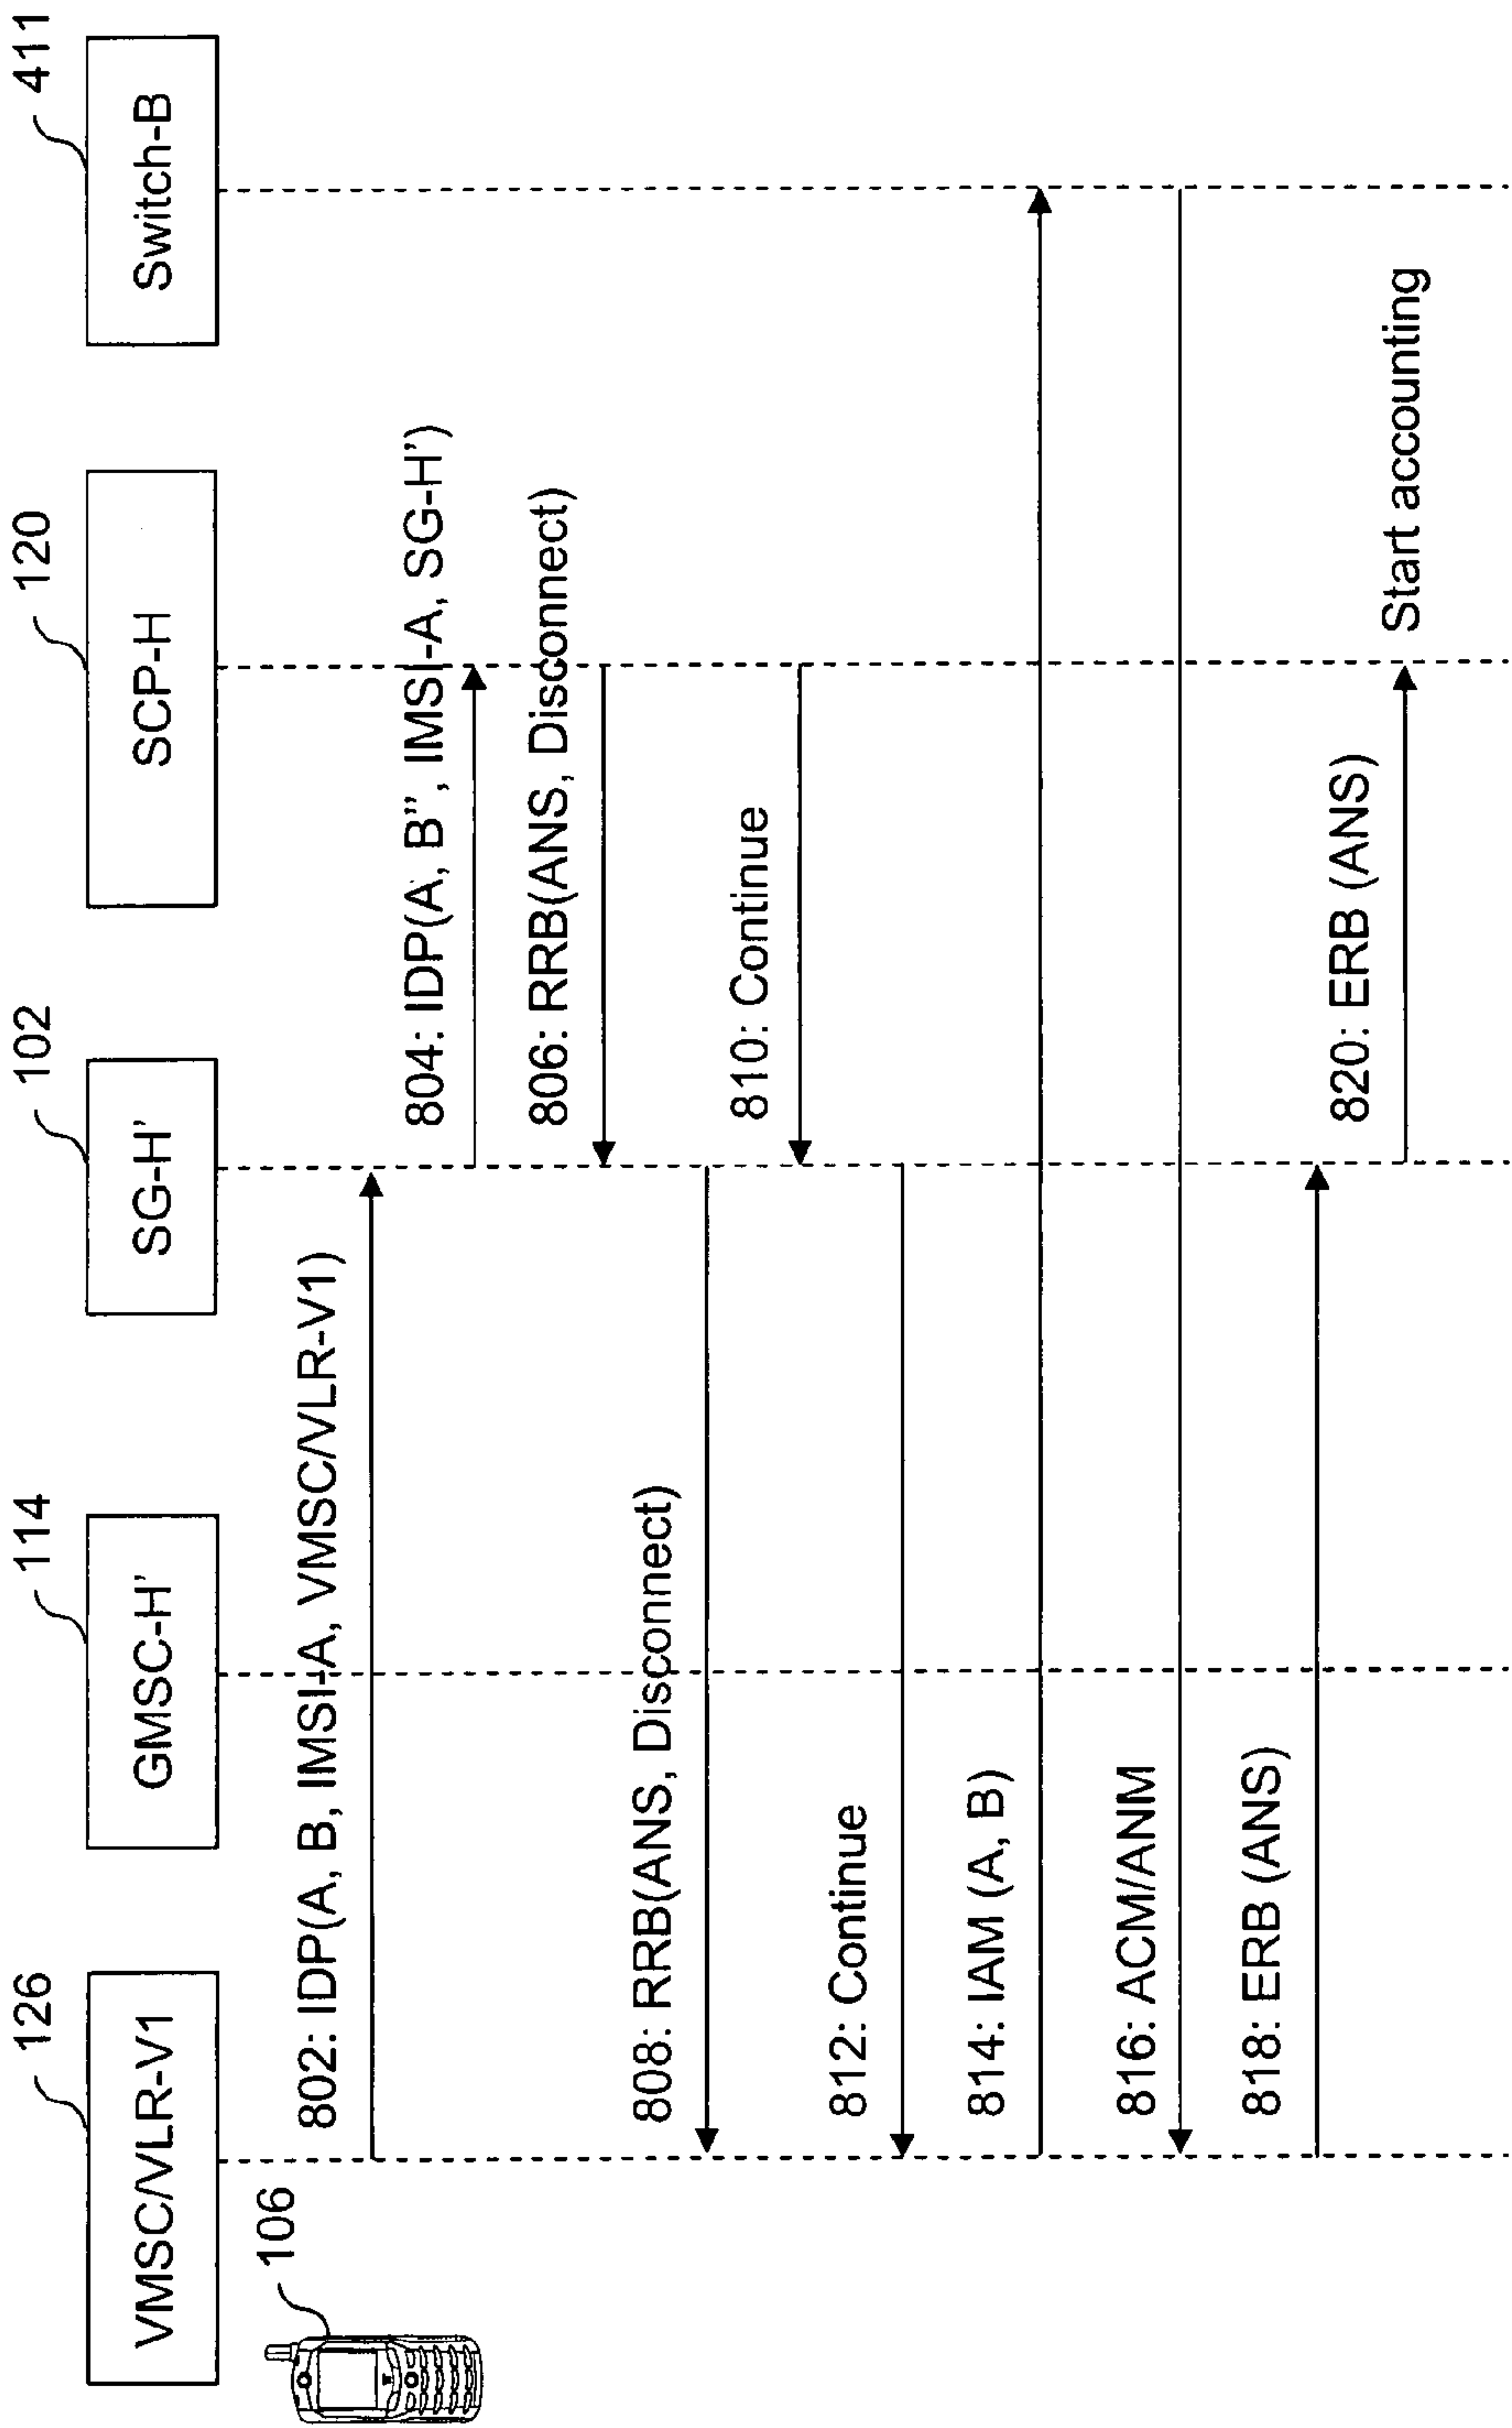 126
114
102
120
411
VMSC/VLR-V1
GMSC-H'
SG-H'
SCP-H
Switch-B
106
802: IDP(A, B, IMSI-A, VMSC/VLR-V1)
804: IDP(A, B", IMSI-A, SG-H')
806: RRB(ANS, Disconnect)
808: RRB(ANS, Disconnect)
810: Continue
812: Continue
814: IAM (A, B)
816: ACM/ANM
818: ERB (ANS)
820: ERB (ANS)
Start accounting